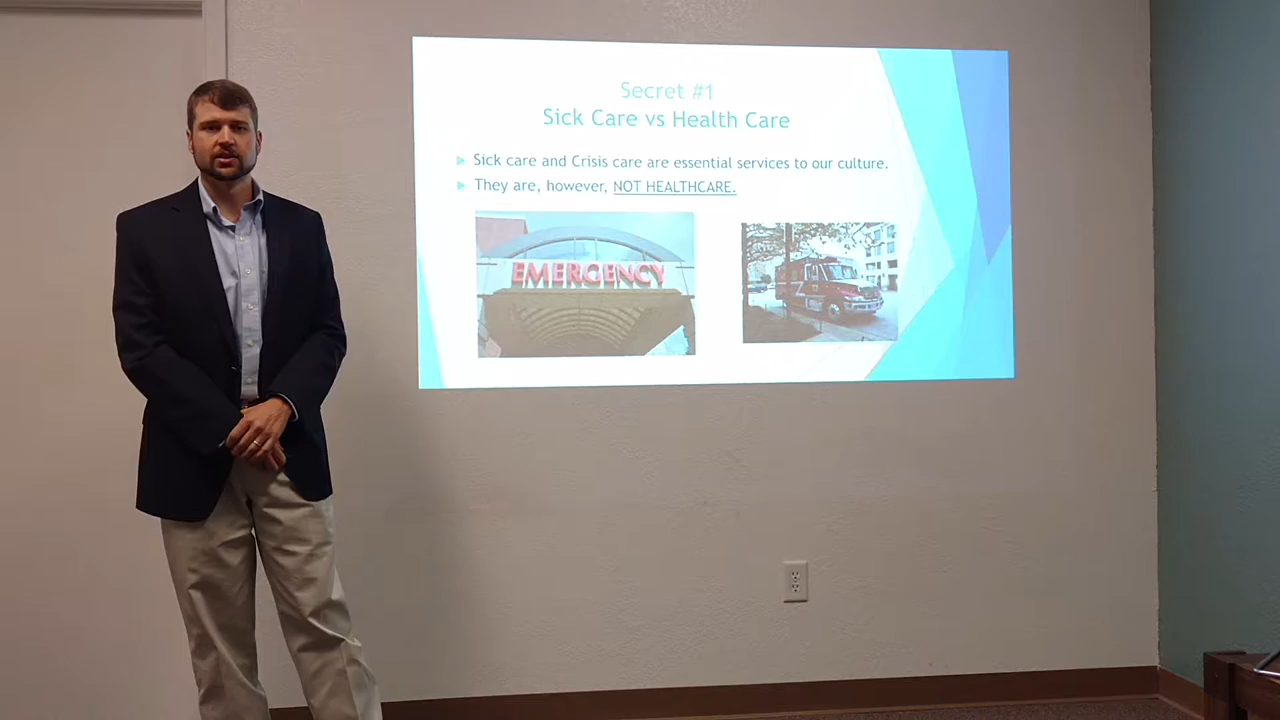 Secret #1
Sick Care vs Health Care
Sick care and Crisis care are essential services to our culture.
They are, however, NOT HEALTHCARE.
EMERGENCY